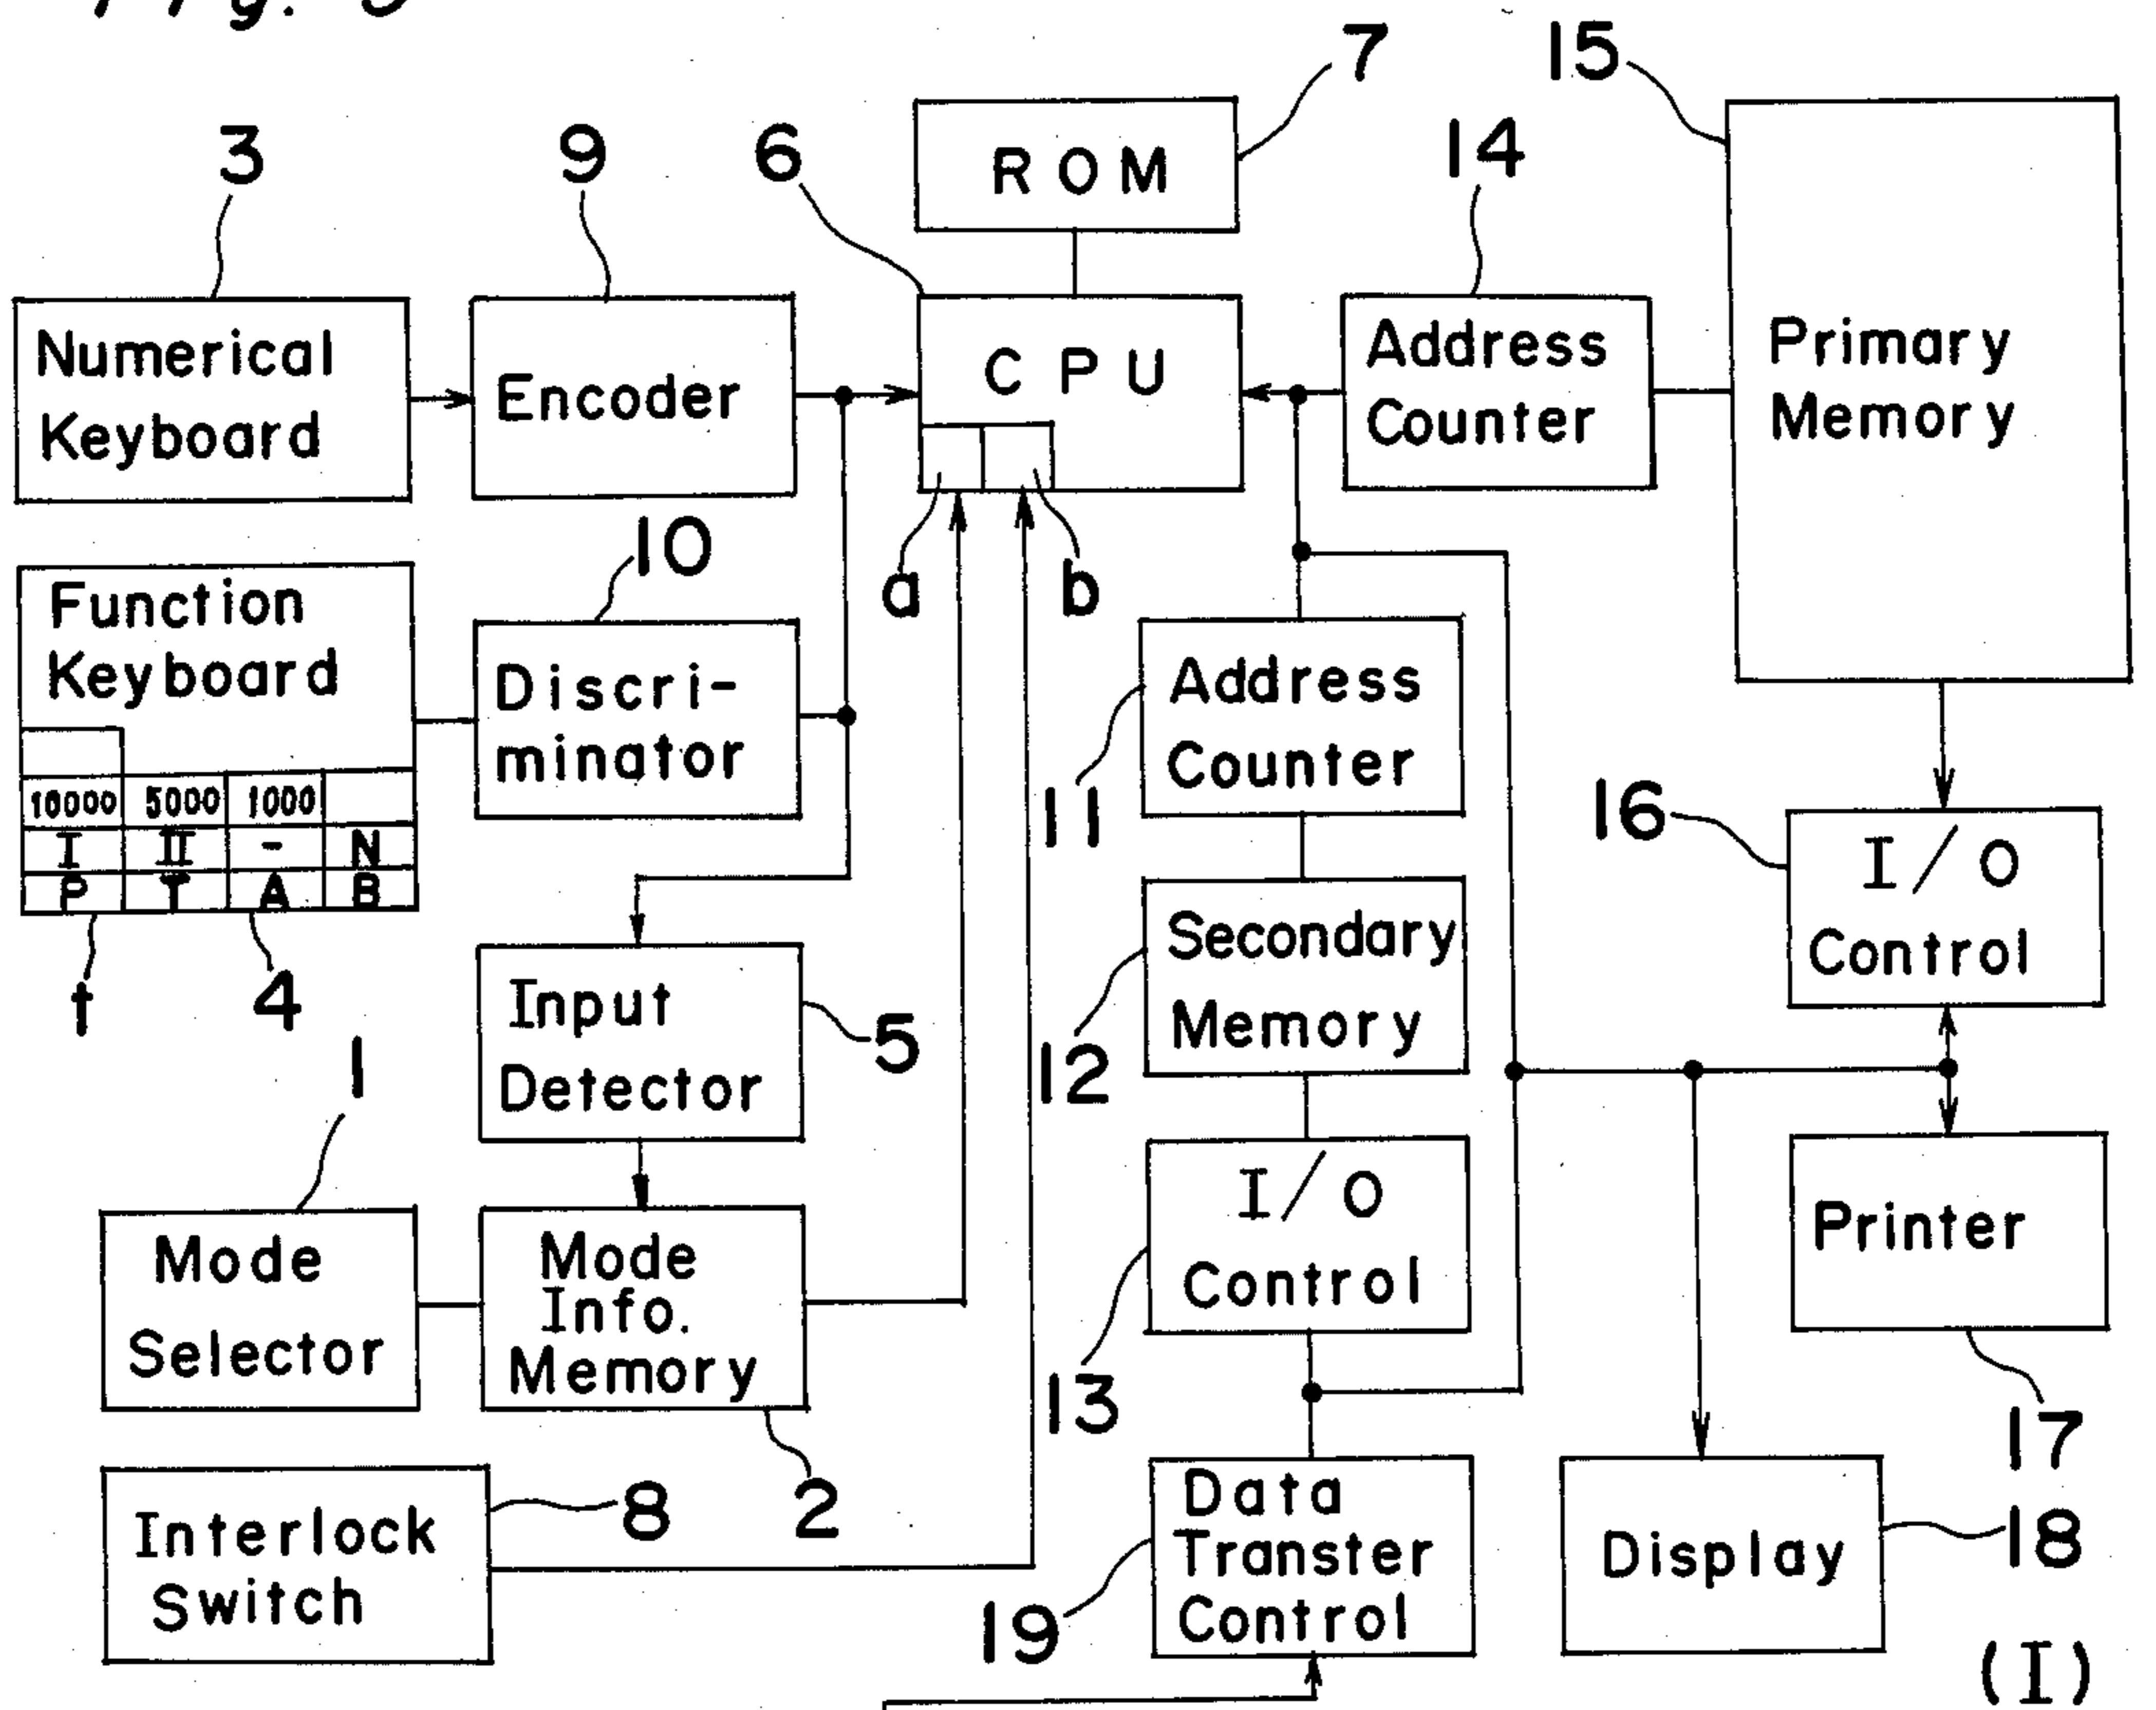 7
15
3
9
6
ROM
14
Numerical
Keyboard
Encoder
CPU
Address
Counter
Primary
Memory
10
a
b
Function
Keyboard
Discri-
minator
Address
Counter
11
16
10000 5000 1000
I II - N
P T A B
I/O
Control
t
4
Input
Detector
5
Secondary
Memory
12
1
I/O
Control
13
Printer
17
Mode
Selector
Mode
Info.
Memory
2
Interlock
Switch
8
Data
Transter
Control
19
Display
18
(I)